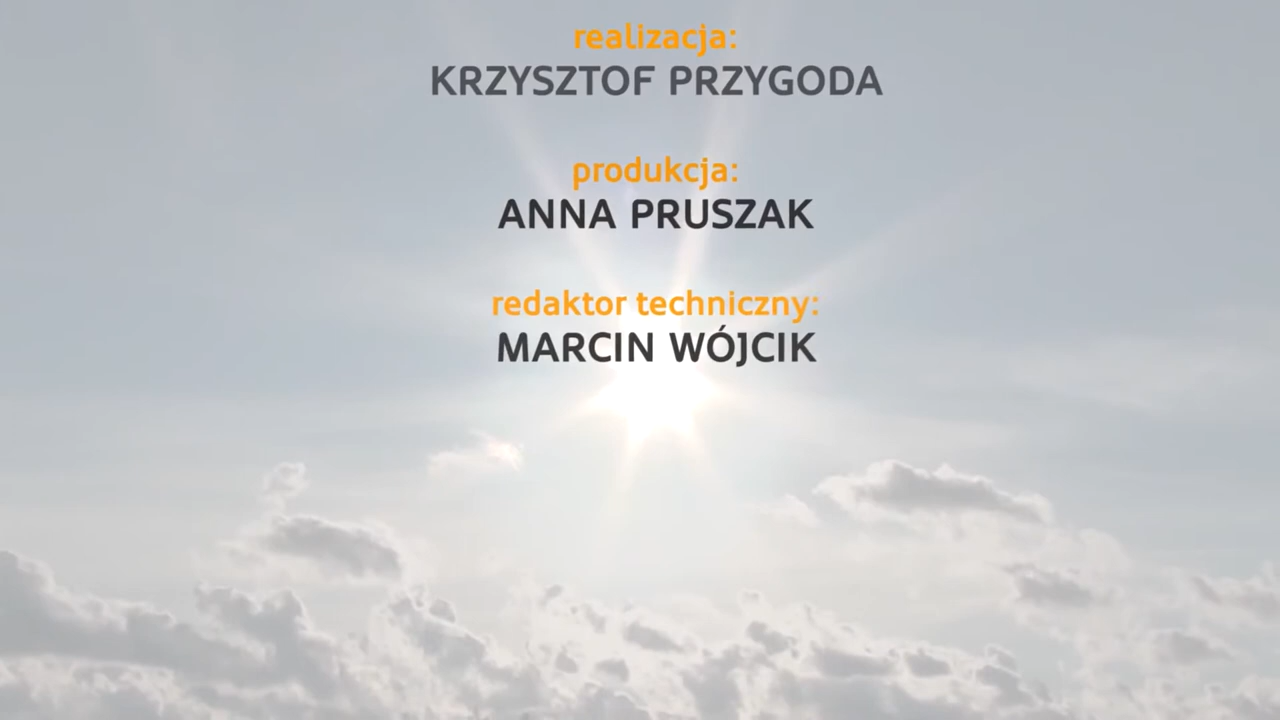 realizacja:
KRZYSZTOF PRZYGODA
produkcja:
ANNA PRUSZAK
redaktor techniczny:
MARCIN WÓJCIK